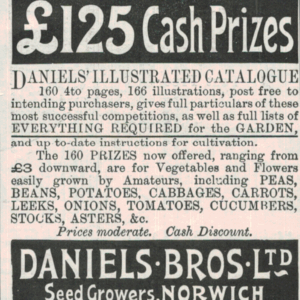 £125 Cash Prizes
DANIELS' ILLUSTRATED CATALOGUE
160 4to pages, 166 illustrations, post free to
intending purchasers, gives full particulars of these
most successful competitions, as well as full lists of
EVERYTHING REQUIRED for the GARDEN,
and up-to-date instructions for cultivation.
The 160 PRIZES now offered, ranging from
£3 downward, are for Vegetables and Flowers
easily grown by Amateurs, including PEAS
BEANS, POTATOES, CABBAGES, CARROTS,
LEEKS, ONIONS, TOMATOES, CUCUMBERS,
STOCKS, ASTERS, &c.
Prices moderate. Cash Discount.
DANIELS·BROS·LTD
Seed Growers, NORWICH